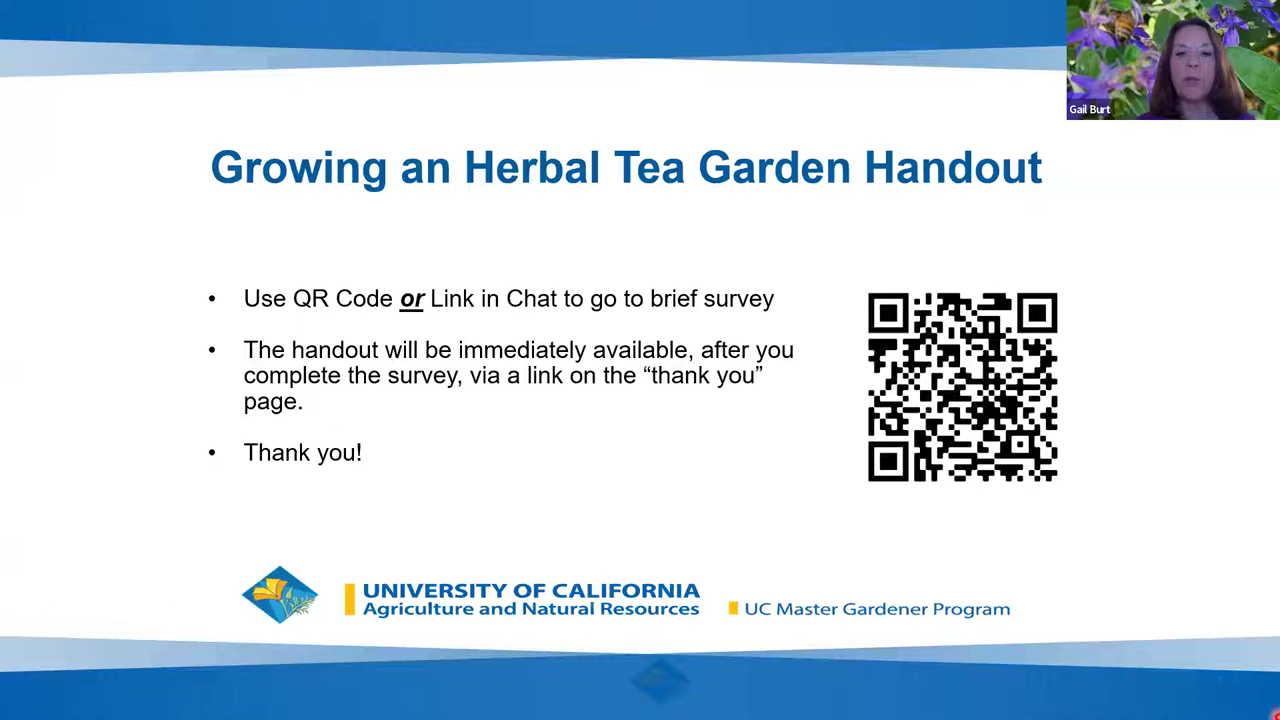 Gail Burt
Growing an Herbal Tea Garden Handout
• Use QR Code or Link in Chat to go to brief survey
• The handout will be immediately available, after you
complete the survey, via a link on the “thank you”
page.
• Thank you!
UNIVERSITY OF CALIFORNIA
Agriculture and Natural Resources
UC Master Gardener Program